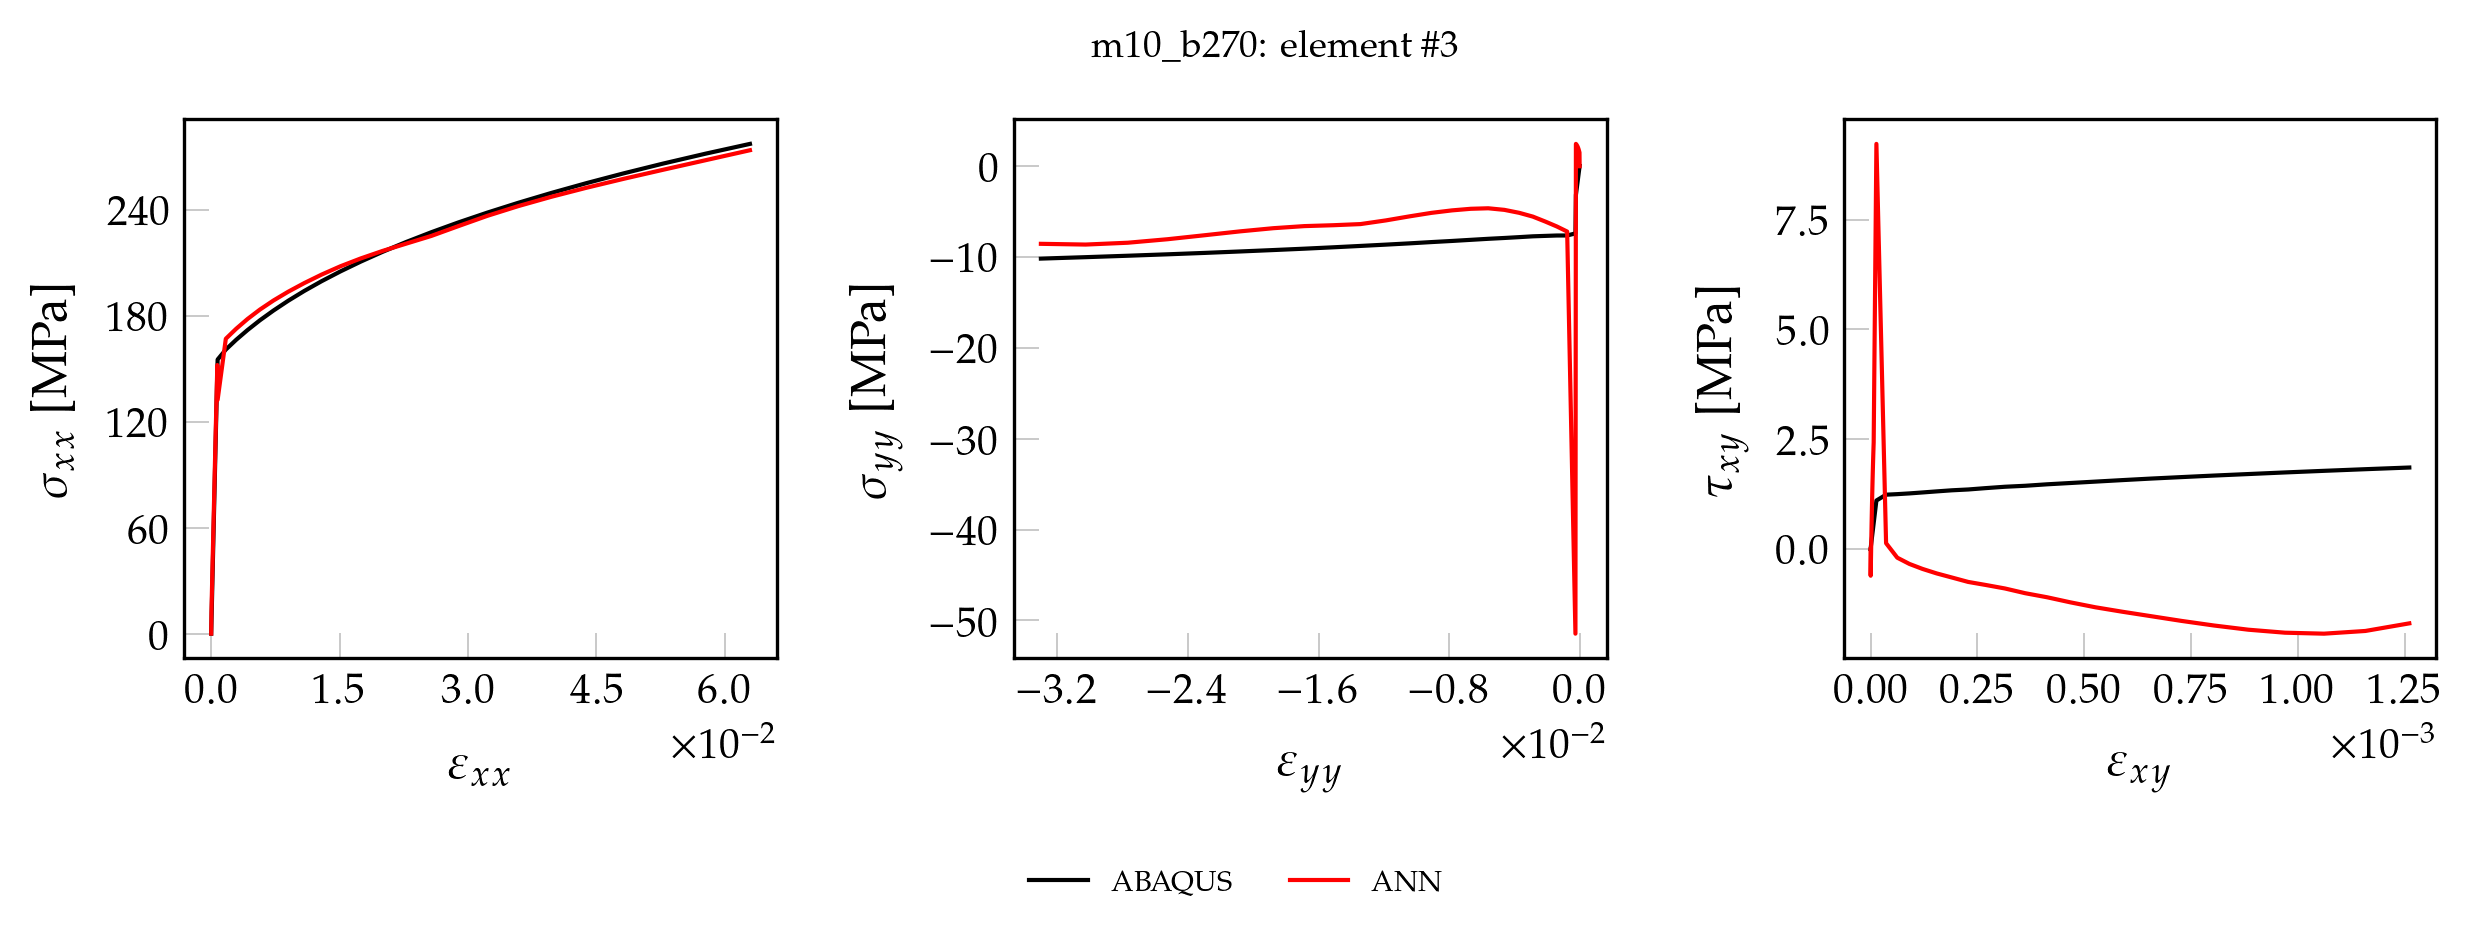 m10_b270: element #3
σxx [MPa]
240
180
120
60
0
0.0 1.5 3.0 4.5 6.0
×10−2
εxx
σyy [MPa]
0
−10
−20
−30
−40
−50
−3.2 −2.4 −1.6 −0.8 0.0
×10−2
εyy
τxy [MPa]
7.5
5.0
2.5
0.0
0.00 0.25 0.50 0.75 1.00 1.25
×10−3
εxy
ABAQUS ANN